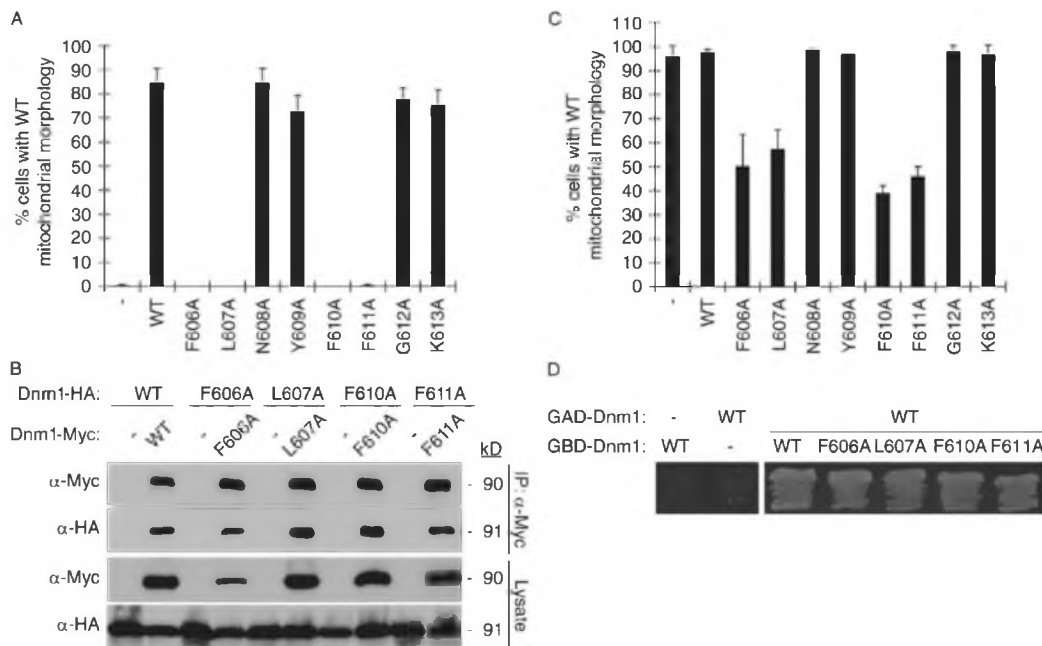 A
% cells with WT
mitochondrial morphology
100
90
80
70
60
50
40
30
20
10
0
-
WT
F606A
L607A
N608A
Y609A
F610A
F611A
G612A
K613A
C
% cells with WT
mitochondrial morphology
110
100
90
80
70
60
50
40
30
20
10
0
-
WT
F606A
L607A
N608A
Y609A
F610A
F611A
G612A
K613A
B
Dnm1-HA: WT F606A L607A F610A F611A
Dnm1-Myc: - WT - F606A - L607A - F610A - F611A
kD
α-Myc - 90
α-HA - 91
IP: α-Myc
α-Myc - 90
α-HA 91
Lysate
D
GAD-Dnm1: - WT WT
GBD-Dnm1: WT - WT F606A L607A F610A F611A